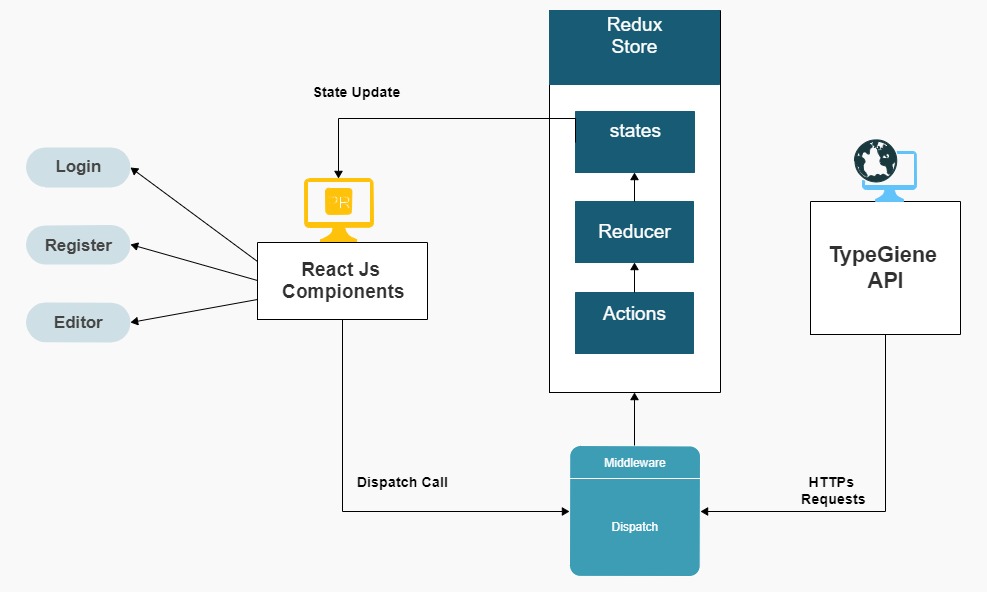 Redux
Store
State Update
states
Login
PR
Reducer
Register
TypeGiene
API
React Js
Compionents
Actions
Editor
Middleware
Dispatch Call
HTTPs
Requests
Dispatch